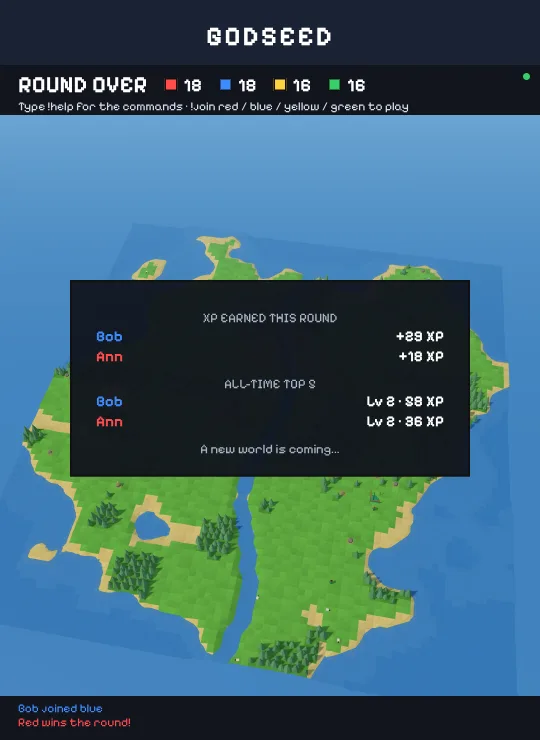 GODSEED
ROUND OVER 18 18 16 16
Type !help for the commands · !join red / blue / yellow / green to play
XP EARNED THIS ROUND
Bob +29 XP
Ann +18 XP
ALL-TIME TOP 5
Bob Lv 2 · 58 XP
Ann Lv 2 · 36 XP
A new world is coming...
Bob joined blue
Red wins the round!